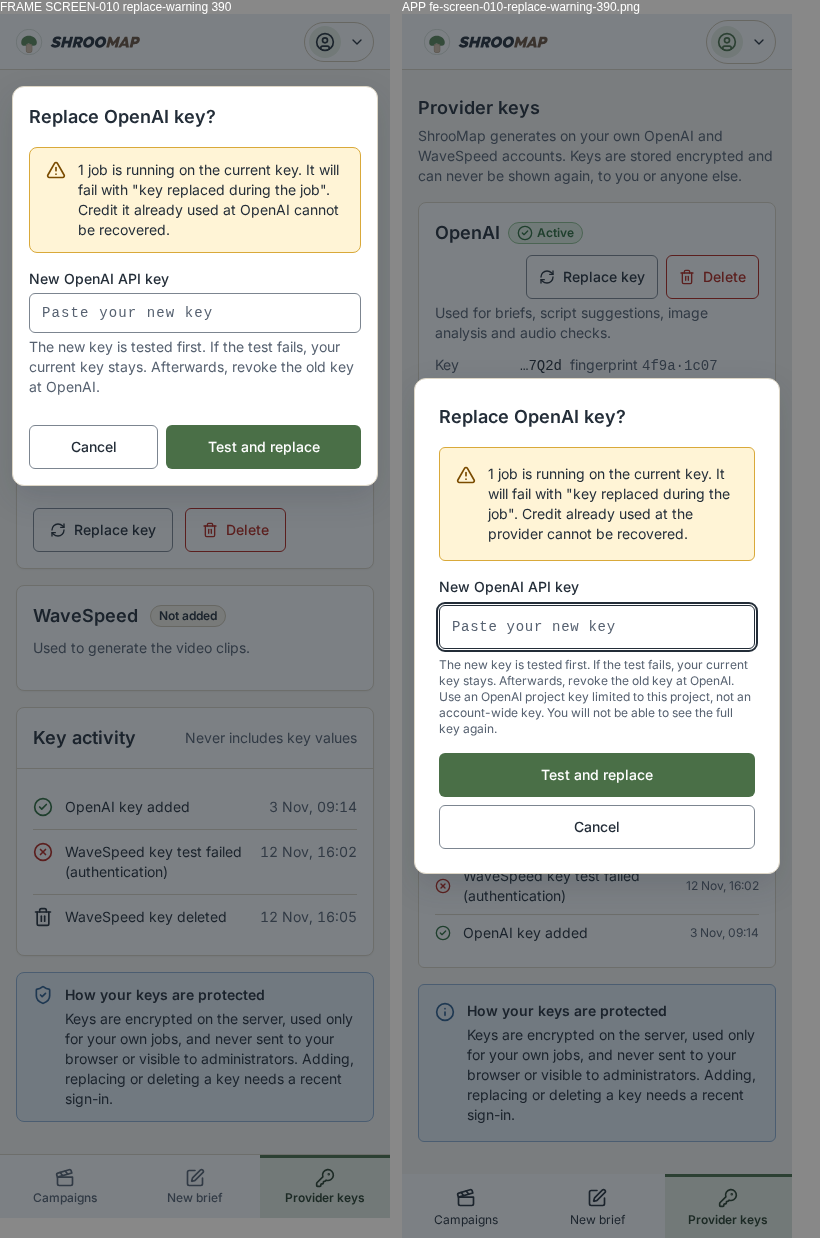 FRAME SCREEN-010 replace-warning 390
SHROOMAP
Replace OpenAI key?
1 job is running on the current key. It will
fail with "key replaced during the job".
Credit it already used at OpenAI cannot
be recovered.
New OpenAI API key
Paste your new key
The new key is tested first. If the test fails, your
current key stays. Afterwards, revoke the old key
at OpenAI.
Cancel
Test and replace
Replace key
Delete
WaveSpeed
Not added
Used to generate the video clips.
Key activity
Never includes key values
OpenAI key added
3 Nov, 09:14
WaveSpeed key test failed
(authentication)
12 Nov, 16:02
WaveSpeed key deleted
12 Nov, 16:05
How your keys are protected
Keys are encrypted on the server, used only
for your own jobs, and never sent to your
browser or visible to administrators. Adding,
replacing or deleting a key needs a recent
sign-in.
Campaigns
New brief
Provider keys
APP fe-screen-010-replace-warning-390.png
SHROOMAP
Provider keys
ShrooMap generates on your own OpenAI and
WaveSpeed accounts. Keys are stored encrypted and
can never be shown again, to you or anyone else.
OpenAI
Active
Replace key
Delete
Used for briefs, script suggestions, image
analysis and audio checks.
Key
…7Q2d fingerprint 4f9a·1c07
Replace OpenAI key?
1 job is running on the current key. It
will fail with "key replaced during the
job". Credit already used at the
provider cannot be recovered.
New OpenAI API key
Paste your new key
The new key is tested first. If the test fails, your current
key stays. Afterwards, revoke the old key at OpenAI.
Use an OpenAI project key limited to this project, not an
account-wide key. You will not be able to see the full
key again.
Test and replace
Cancel
WaveSpeed key test failed
(authentication)
12 Nov, 16:02
OpenAI key added
3 Nov, 09:14
How your keys are protected
Keys are encrypted on the server, used only
for your own jobs, and never sent to your
browser or visible to administrators. Adding,
replacing or deleting a key needs a recent
sign-in.
Campaigns
New brief
Provider keys